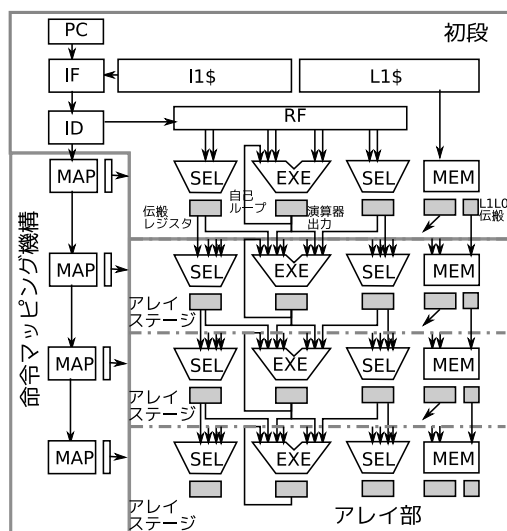 PC
初段
IF
I1$
L1$
ID
RF
MAP
SEL
EXE
SEL
MEM
自己
ループ
伝搬
レジスタ
演算器
出力
L1L0
伝搬
命令マッピング機構
MAP
SEL
EXE
SEL
MEM
アレイ
ステージ
MAP
SEL
EXE
SEL
MEM
アレイ
ステージ
MAP
SEL
EXE
SEL
MEM
アレイ
ステージ
アレイ部